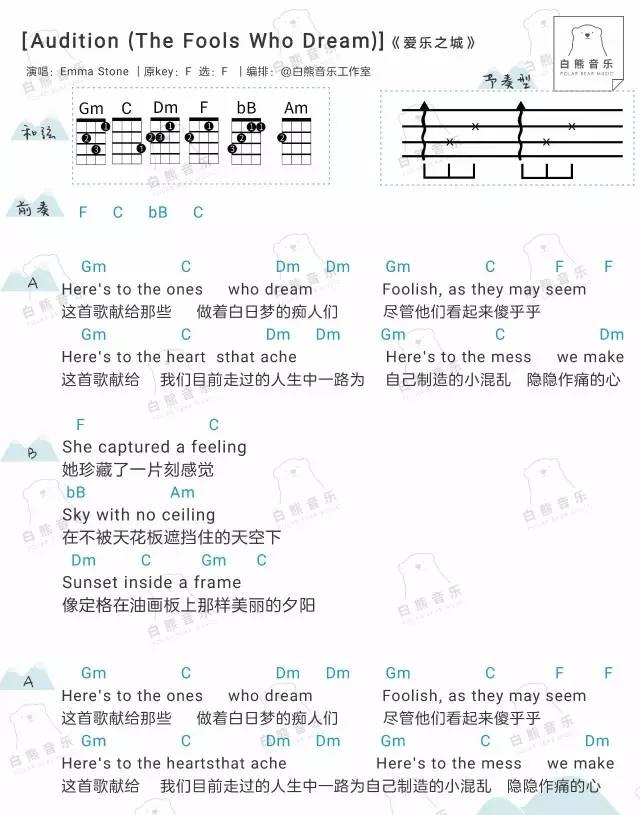 [Audition (The Fools Who Dream)]《爱乐之城》
白熊音乐
POLAR BEAR MUSIC
演唱：Emma Stone ｜原key：F 选：F ｜编排：@白熊音乐工作室
节奏型
和弦
Gm C Dm F bB Am
前奏 F C bB C
Gm C Dm Dm Gm C F F
A Here's to the ones who dream Foolish, as they may seem
这首歌献给那些 做着白日梦的痴人们 尽管他们看起来傻乎乎
Gm C Dm Dm Gm C Dm
Here's to the heart sthat ache Here's to the mess we make
这首歌献给 我们目前走过的人生中一路为 自己制造的小混乱 隐隐作痛的心
F C
B She captured a feeling
她珍藏了一片刻感觉
bB Am
Sky with no ceiling
在不被天花板遮挡住的天空下
Dm C Gm C
Sunset inside a frame
像定格在油画板上那样美丽的夕阳
Gm C Dm Dm Gm C F F
A Here's to the ones who dream Foolish, as they may seem
这首歌献给那些 做着白日梦的痴人们 尽管他们看起来傻乎乎
Gm C Dm Dm Gm C Dm
Here's to the heartsthat ache Here's to the mess we make
这首歌献给 我们目前走过的人生中一路为自己制造的小混乱 隐隐作痛的心